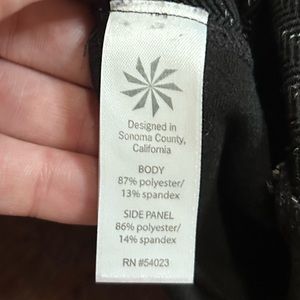 Designed in
Sonoma County,
California
BODY
87% polyester/
13% spandex
SIDE PANEL
86% polyester/
14% spandex
RN #54023